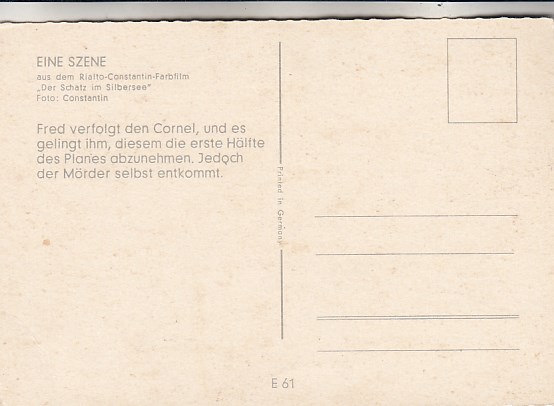 EINE SZENE
aus dem Rialto-Constantin-Farbfilm
„Der Schatz im Silbersee"
Foto: Constantin
Fred verfolgt den Cornel, und es
gelingt ihm, diesem die erste Hälfte
des Planes abzunehmen. Jedoch
der Mörder selbst entkommt.
Printed in Germany
E 61